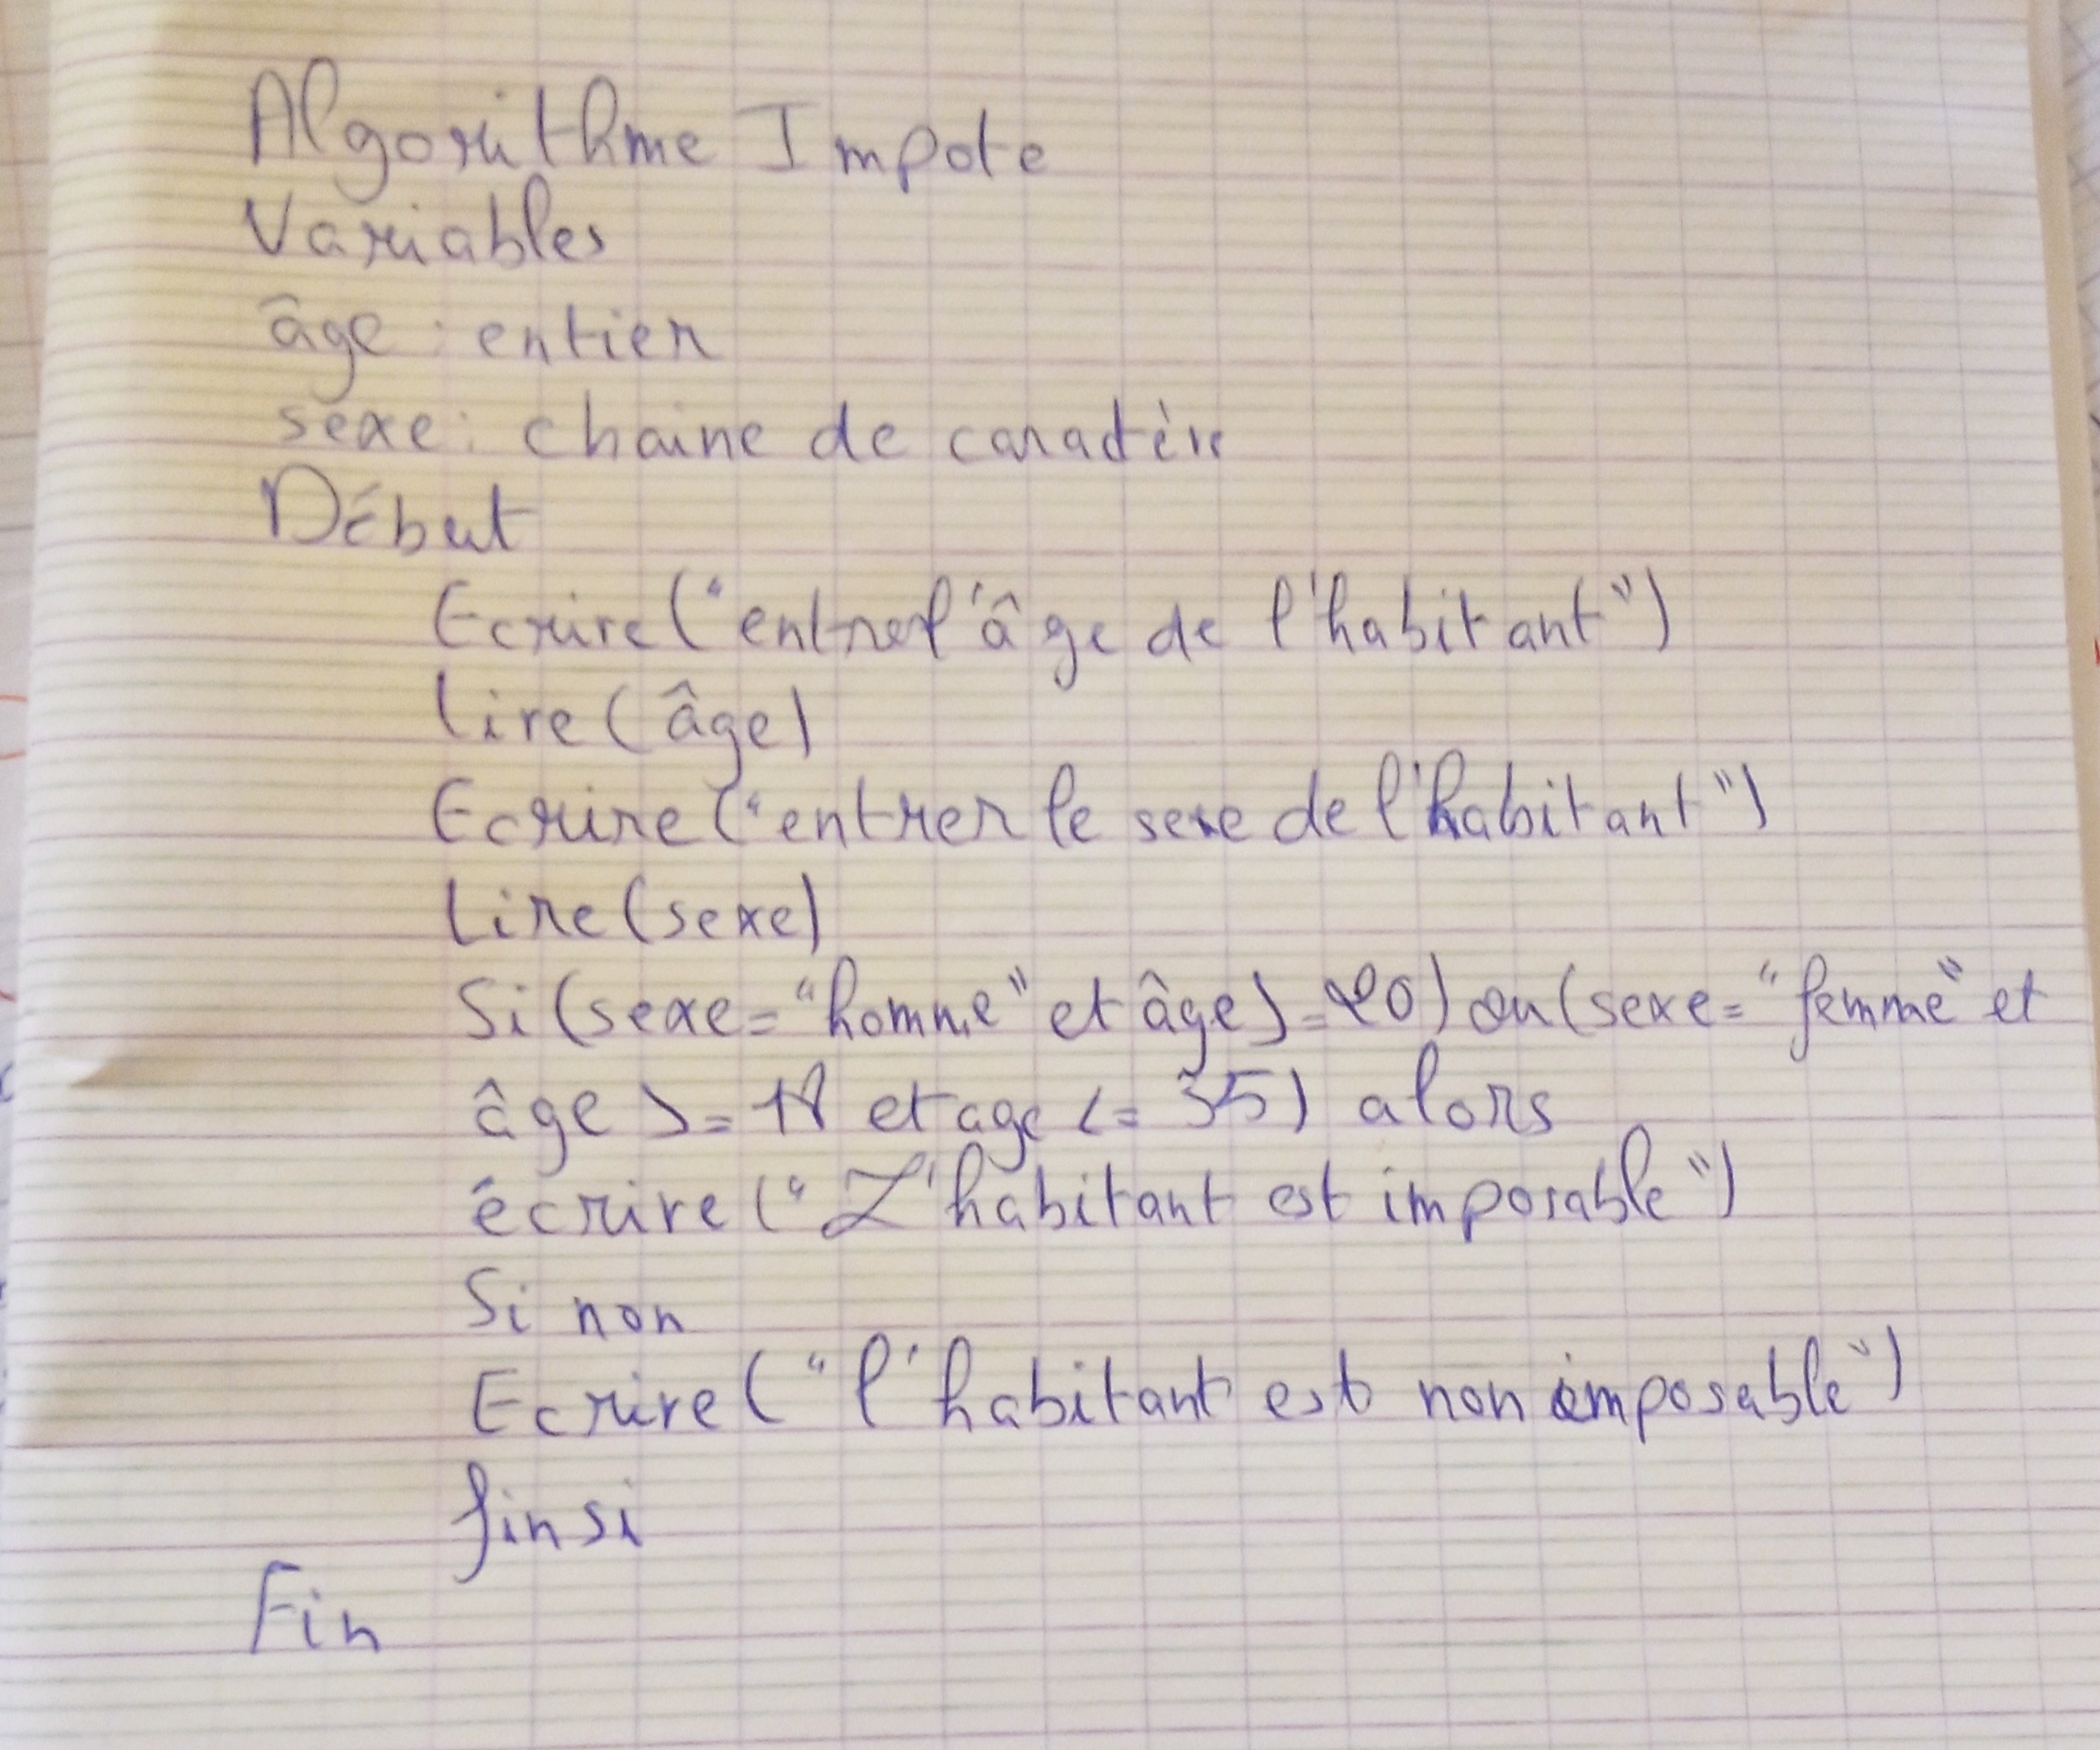 Algorithme Impote
Variables
âge : entier
sexe : chaine de caractère
Début
Ecrire ("entrer l'âge de l'habitant")
Lire (âge)
Ecrire ("entrer le sexe de l'habitant")
Lire (sexe)
Si (sexe = "homme" et âge >= 20) ou (sexe = "femme" et
âge >= 18 et age <= 35) alors
écrire ("L'habitant est imposable")
Si non
Ecrire ("l'habitant est non imposable")
finsi
Fin